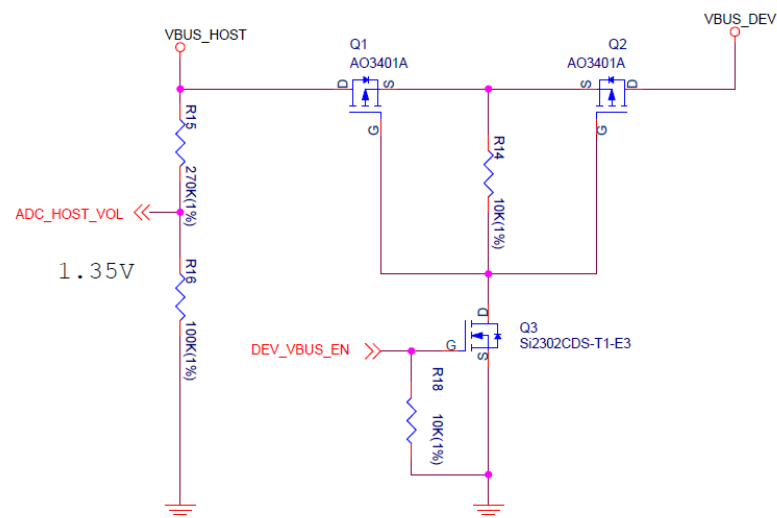 VBUS_HOST
VBUS_DEV
Q1
AO3401A
Q2
AO3401A
D
S
G
S
D
G
R15
270K(1%)
R14
10K(1%)
ADC_HOST_VOL
1.35V
R16
100K(1%)
D
G
S
Q3
Si2302CDS-T1-E3
DEV_VBUS_EN
R18
10K(1%)